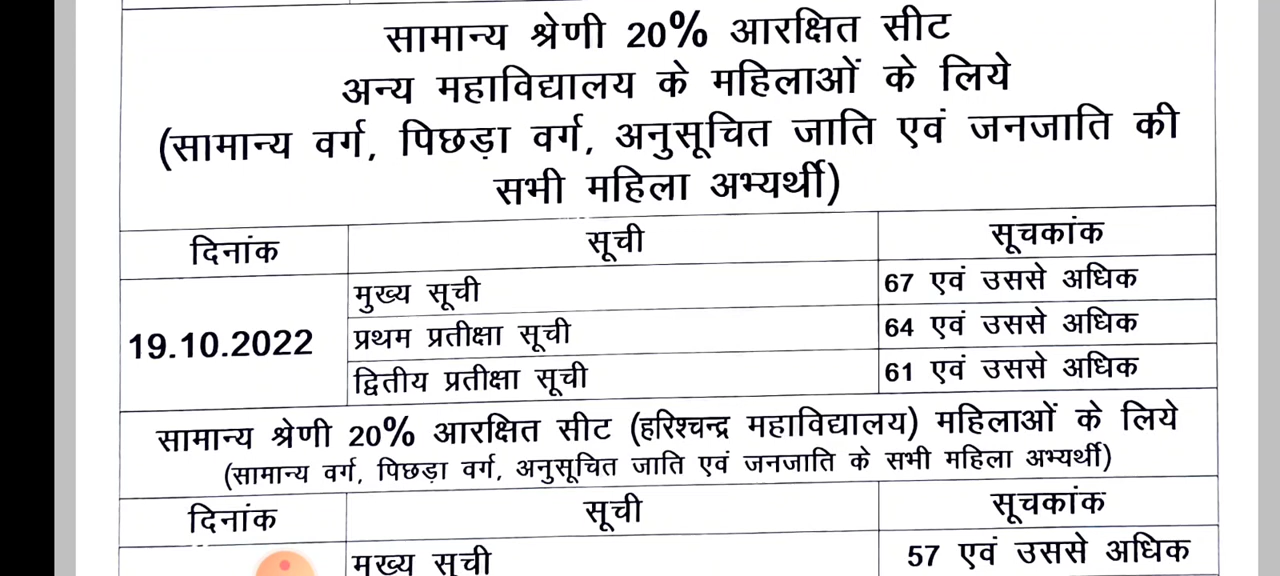 सामान्य श्रेणी 20% आरक्षित सीट
अन्य महाविद्यालय के महिलाओं के लिये
(सामान्य वर्ग, पिछड़ा वर्ग, अनुसूचित जाति एवं जनजाति की
सभी महिला अभ्यर्थी)
दिनांक सूची सूचकांक
19.10.2022
मुख्य सूची 67 एवं उससे अधिक
प्रथम प्रतीक्षा सूची 64 एवं उससे अधिक
द्वितीय प्रतीक्षा सूची 61 एवं उससे अधिक
सामान्य श्रेणी 20% आरक्षित सीट (हरिश्चन्द्र महाविद्यालय) महिलाओं के लिये
(सामान्य वर्ग, पिछड़ा वर्ग, अनुसूचित जाति एवं जनजाति के सभी महिला अभ्यर्थी)
दिनांक सूची सूचकांक
मुख्य सूची 57 एवं उससे अधिक